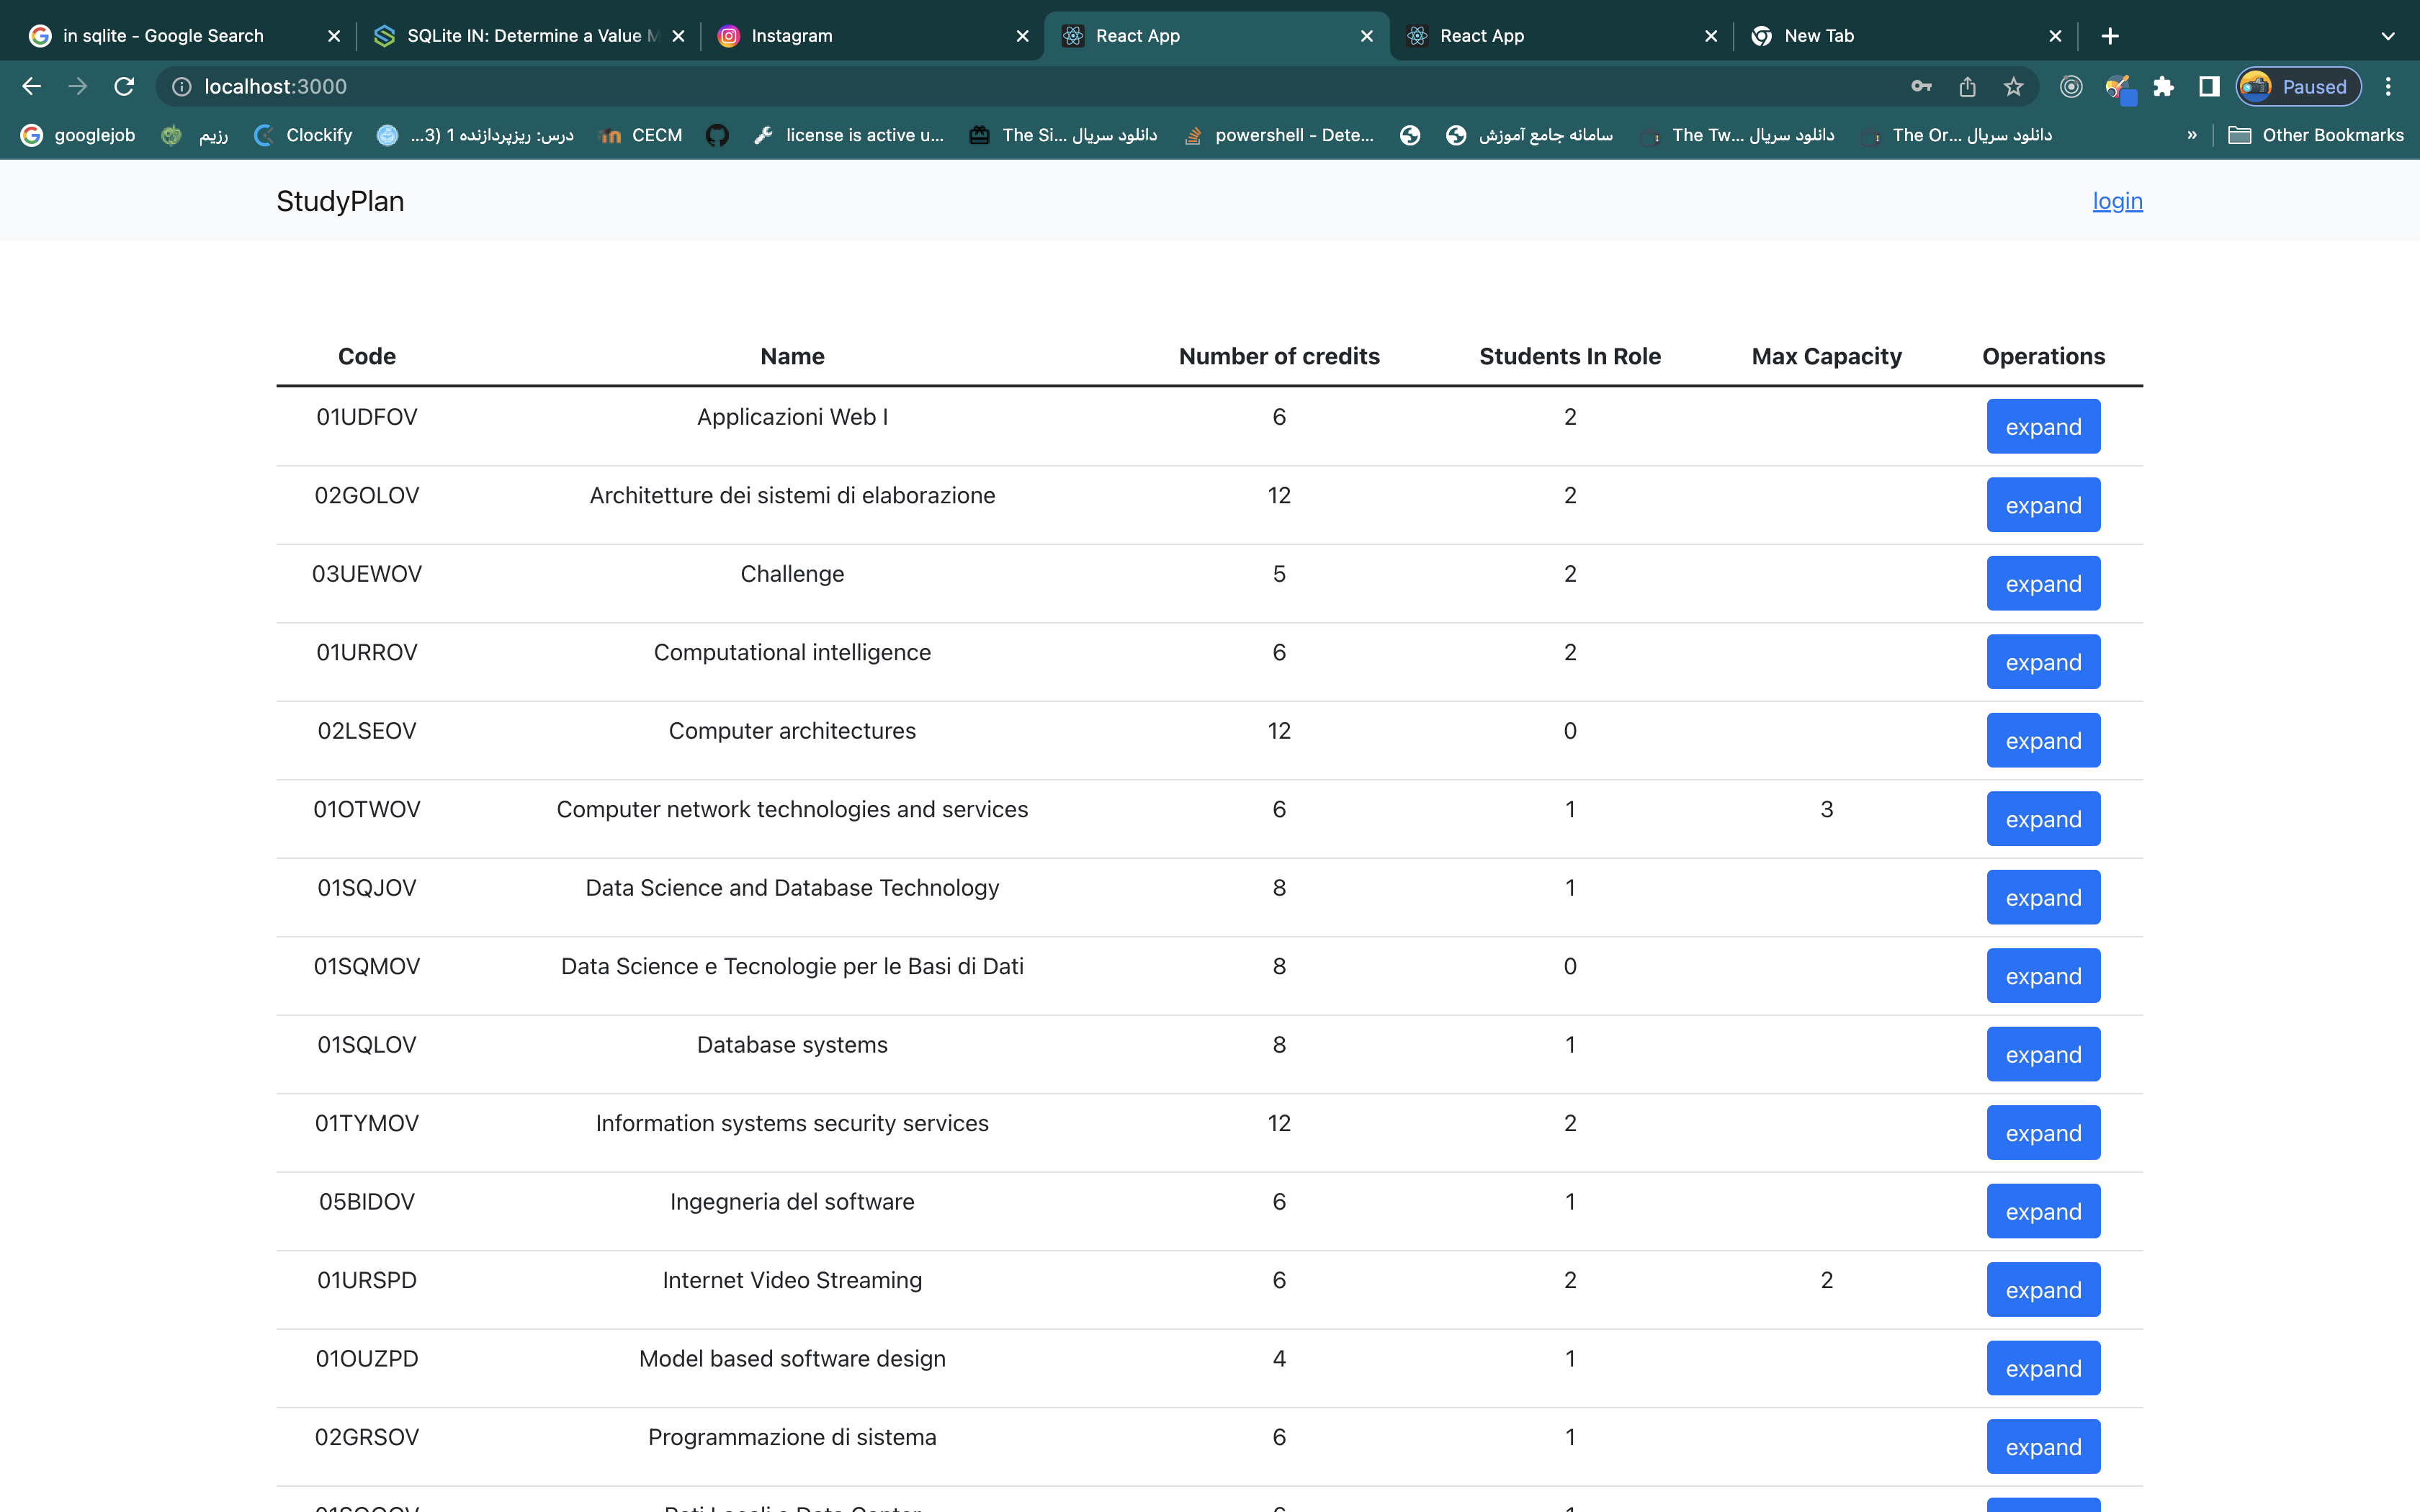 in sqlite - Google Search
SQLite IN: Determine a Value M
Instagram
React App
React App
New Tab
localhost:3000
Paused
googlejob
رزیم
Clockify
درس: ریزپردازنده 1 (3...
CECM
license is active u...
دانلود سریال The Si...
powershell - Dete...
سامانه جامع آموزش
دانلود سریال The Tw...
دانلود سریال The Or...
»
Other Bookmarks
StudyPlan
login
Code Name Number of credits Students In Role Max Capacity Operations
01UDFOV Applicazioni Web I 6 2 expand
02GOLOV Architetture dei sistemi di elaborazione 12 2 expand
03UEWOV Challenge 5 2 expand
01URROV Computational intelligence 6 2 expand
02LSEOV Computer architectures 12 0 expand
01OTWOV Computer network technologies and services 6 1 3 expand
01SQJOV Data Science and Database Technology 8 1 expand
01SQMOV Data Science e Tecnologie per le Basi di Dati 8 0 expand
01SQLOV Database systems 8 1 expand
01TYMOV Information systems security services 12 2 expand
05BIDOV Ingegneria del software 6 1 expand
01URSPD Internet Video Streaming 6 2 2 expand
01OUZPD Model based software design 4 1 expand
02GRSOV Programmazione di sistema 6 1 expand